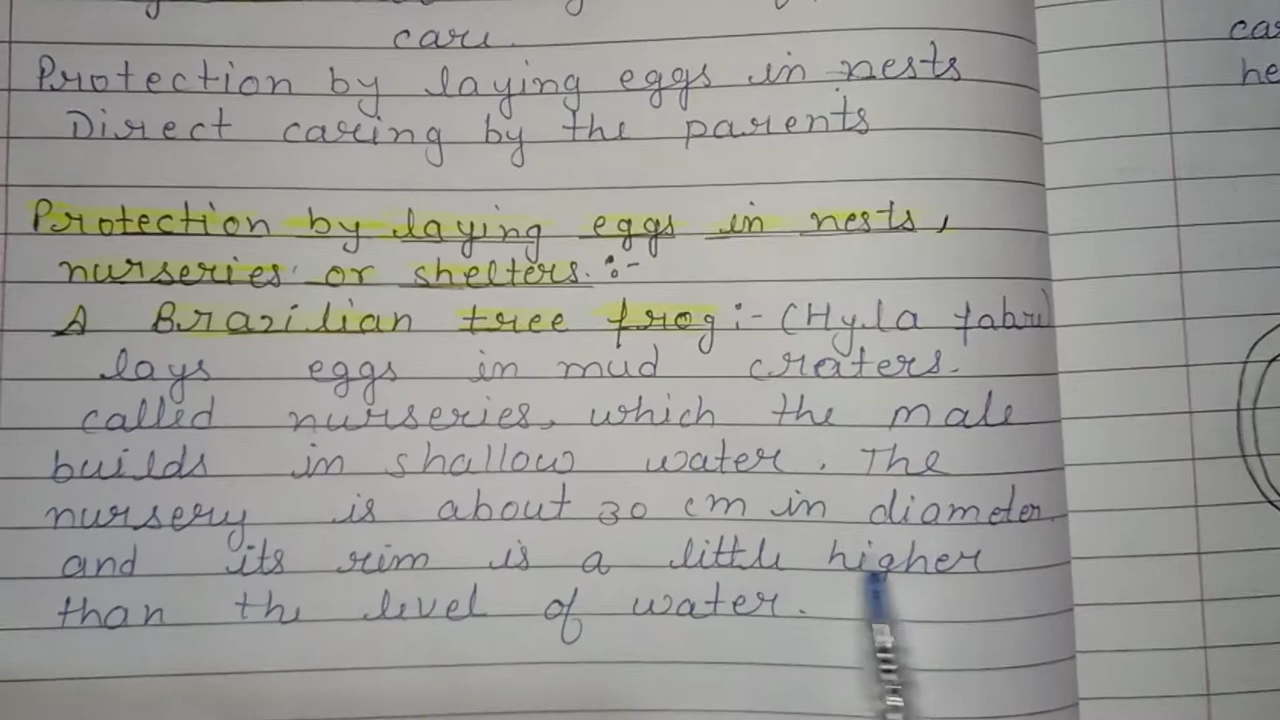 care.
Protection by laying eggs in nests
Direct caring by the parents
Protection by laying eggs in nests,
nurseries or shelters :-
A Brazilian tree frog :- (Hyla
lays eggs in mud craters.
called nurseries, which the male
builds in shallow water. The
nursery is about 30 cm in diameter
and its rim is a little higher
than the level of water.